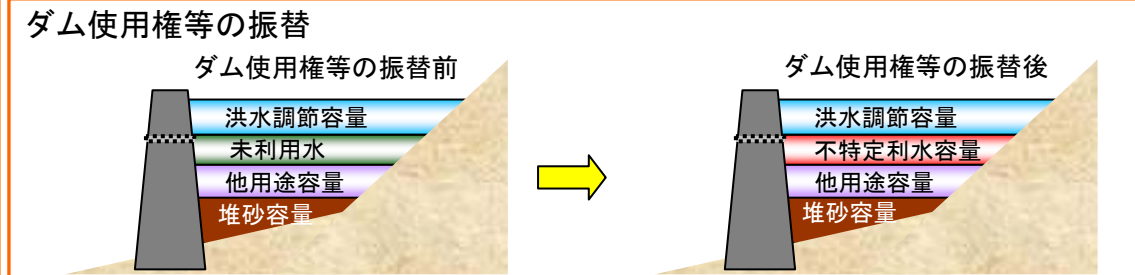 ダム使用権等の振替
ダム使用権等の振替前
洪水調節容量
未利用水
他用途容量
堆砂容量
ダム使用権等の振替後
洪水調節容量
不特定利水容量
他用途容量
堆砂容量